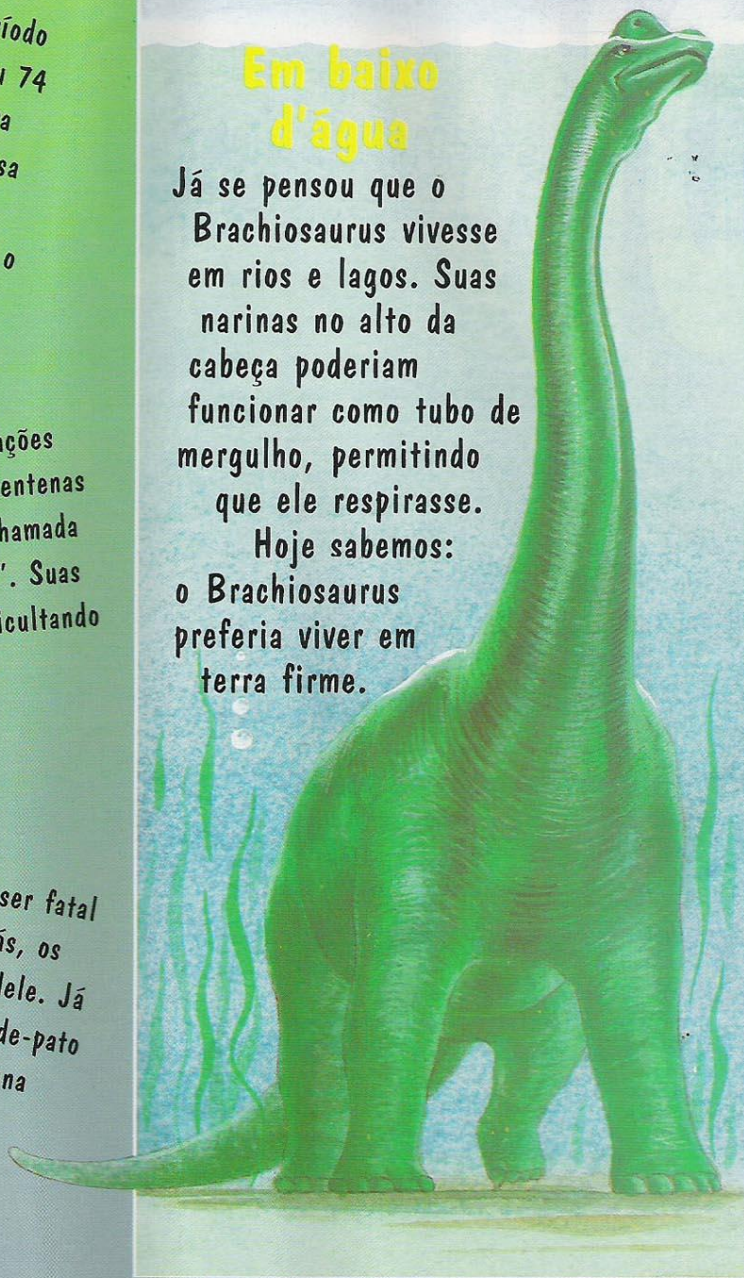 íodo
74
a
sa
o
ações
entenas
hamada
". Suas
icultando
ser fatal
ás, os
lele. Já
de-pato
na
Em baixo
d'água
Já se pensou que o
Brachiosaurus vivesse
em rios e lagos. Suas
narinas no alto da
cabeça poderiam
funcionar como tubo de
mergulho, permitindo
que ele respirasse.
Hoje sabemos:
o Brachiosaurus
preferia viver em
terra firme.